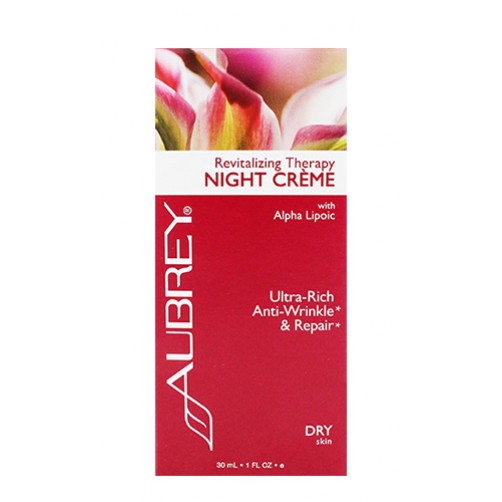 Revitalizing Therapy
NIGHT CRÈME
with
Alpha Lipoic
AUBREY®
Ultra-Rich
Anti-Wrinkle*
& Repair*
DRY
skin
30 mL • 1 FL OZ • e